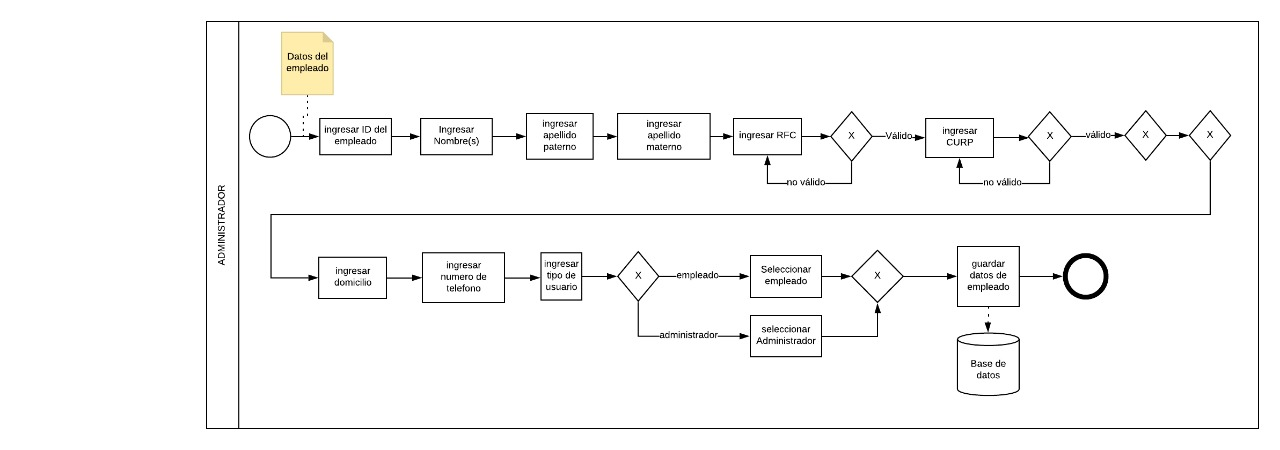 ADMINISTRADOR
Datos del
empleado
ingresar ID del
empleado
Ingresar
Nombre(s)
ingresar
apellido
paterno
ingresar
apellido
materno
ingresar RFC
X
Válido
no válido
ingresar
CURP
X
válido
no válido
X
X
ingresar
domicilio
ingresar
numero de
telefono
ingresar
tipo de
usuario
X
empleado
Seleccionar
empleado
administrador
seleccionar
Administrador
X
guardar
datos de
empleado
Base de
datos